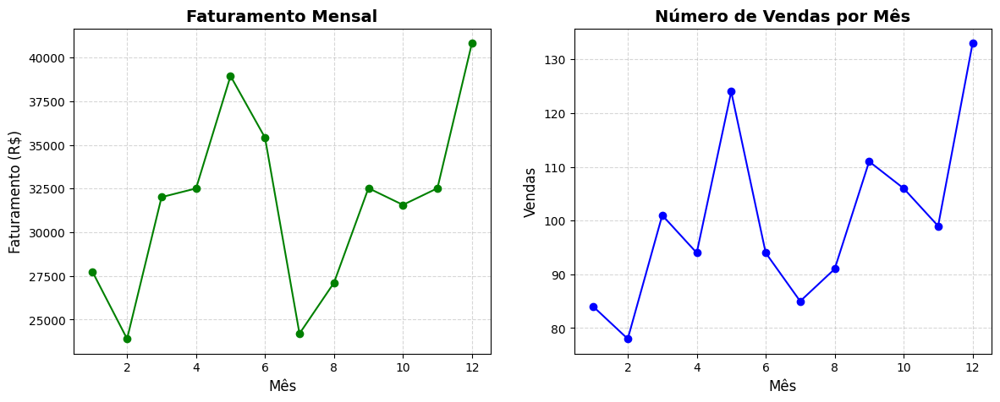 Faturamento Mensal
Faturamento (R$)
40000
37500
35000
32500
30000
27500
25000
2 4 6 8 10 12
Mês
Número de Vendas por Mês
Vendas
130
120
110
100
90
80
2 4 6 8 10 12
Mês